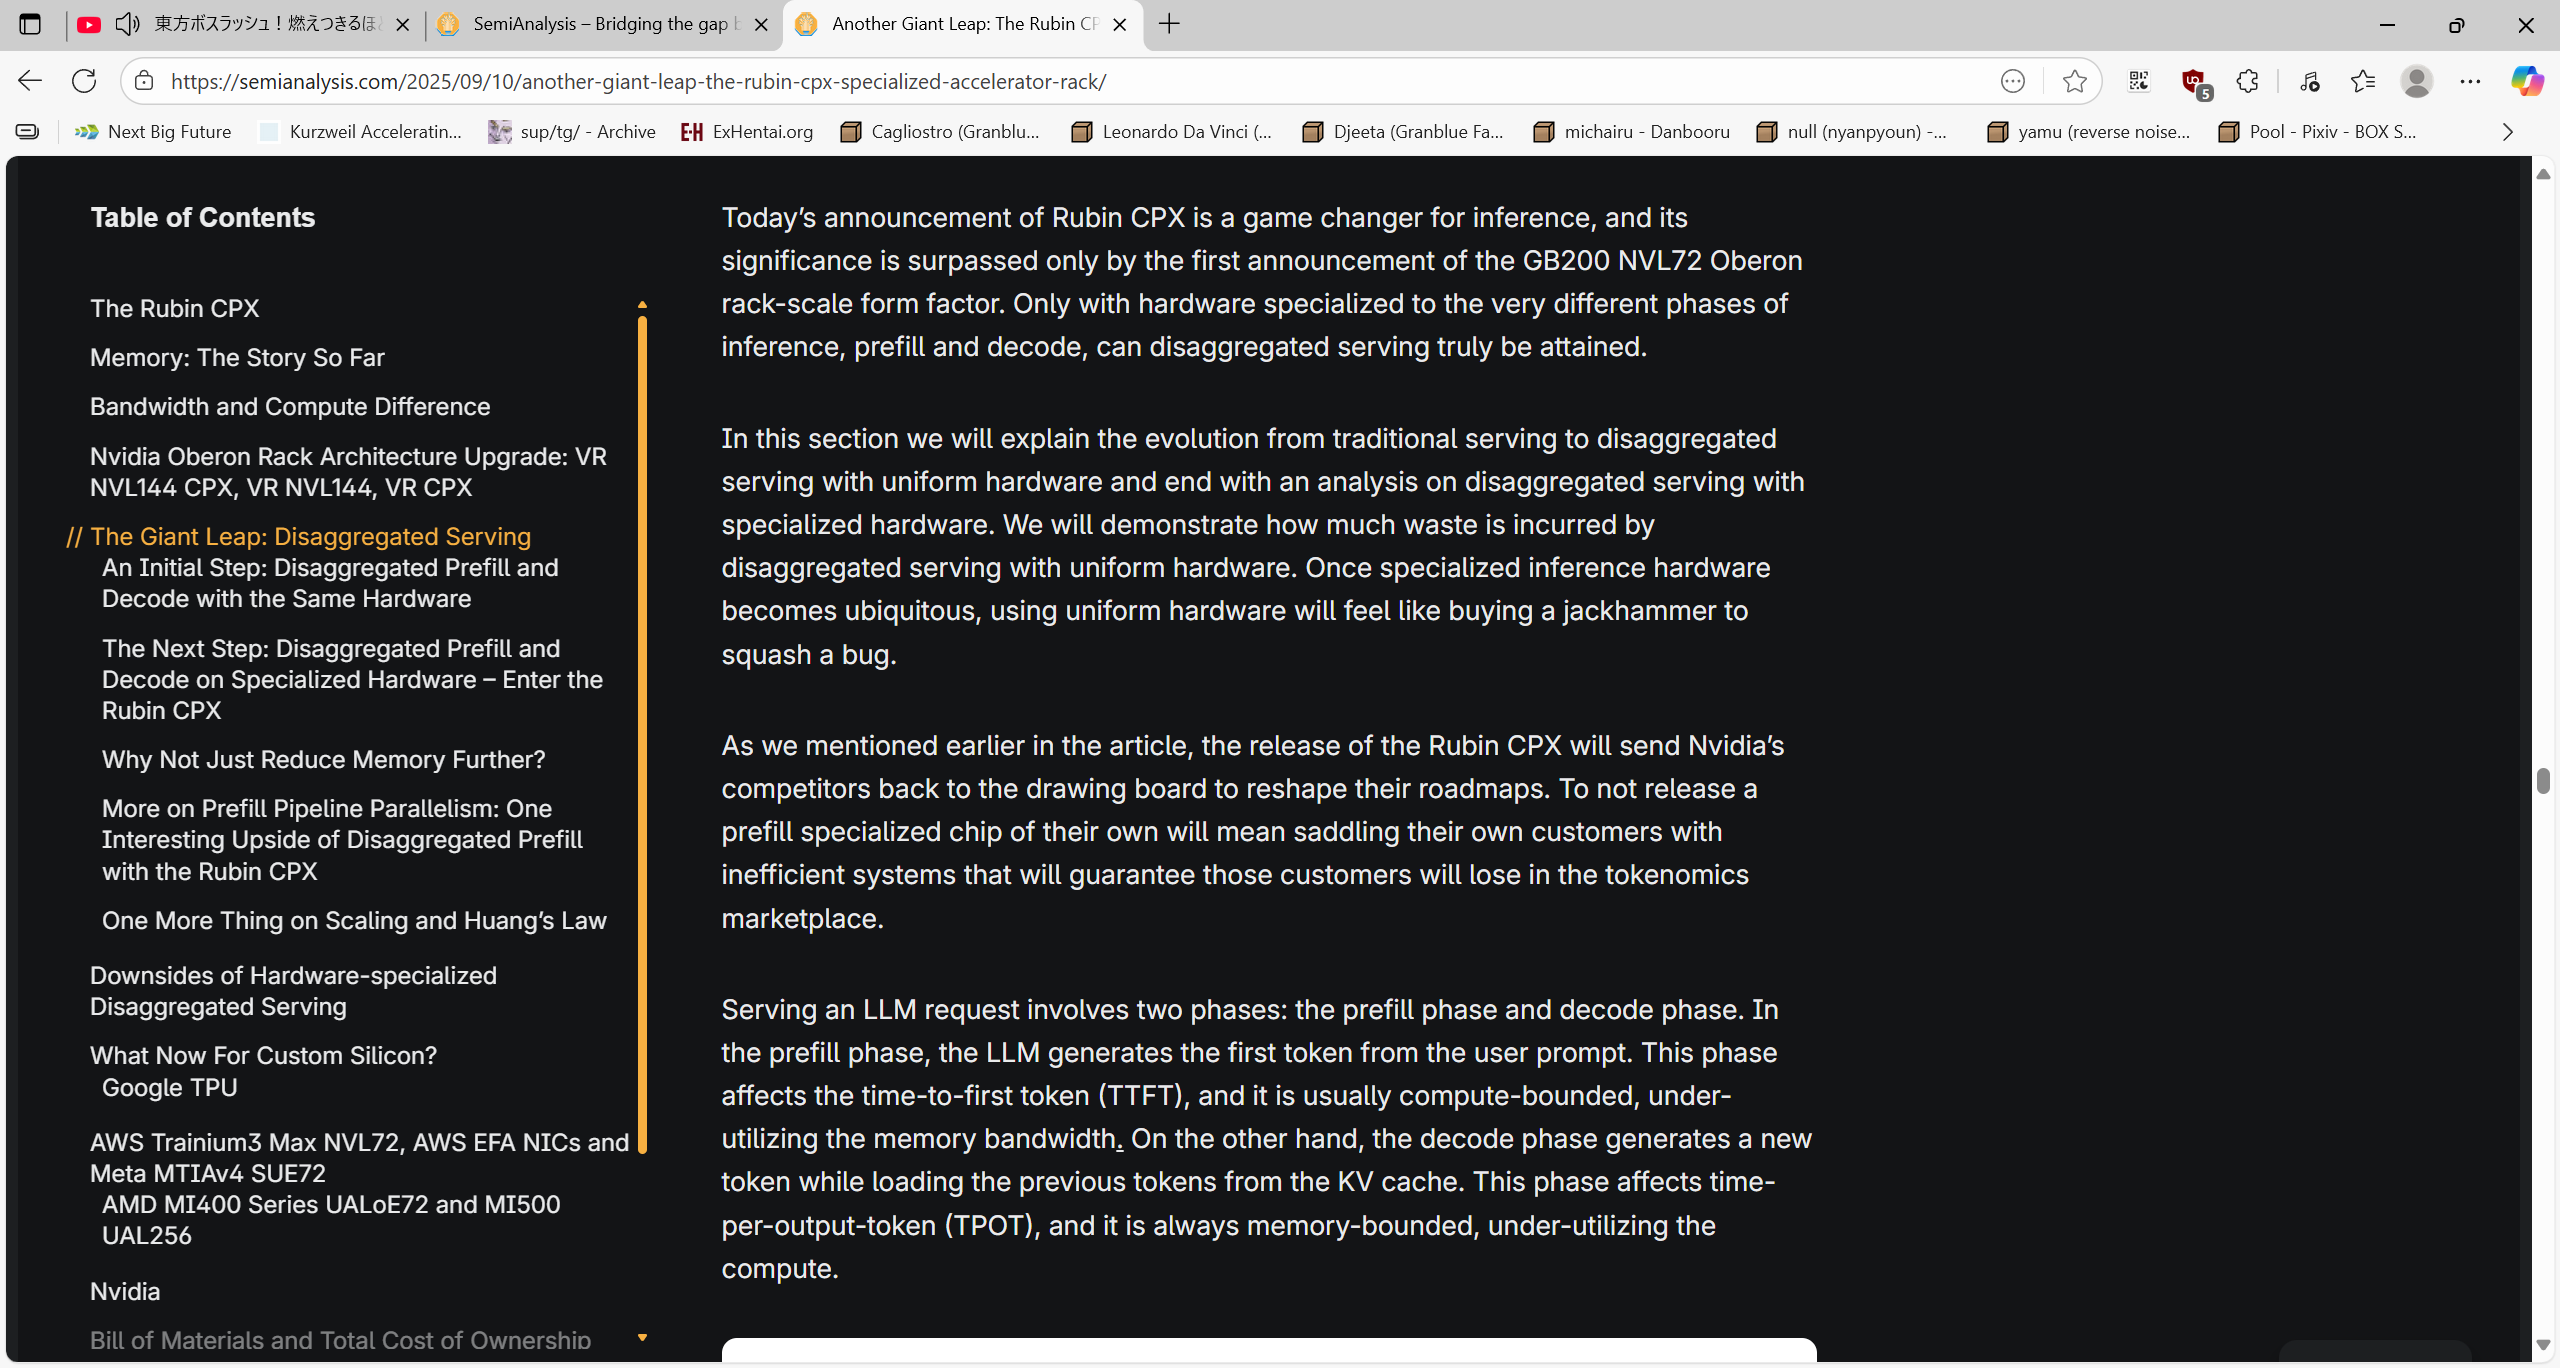 東方ボスラッシュ！燃えつきるほ
SemiAnalysis – Bridging the gap b
Another Giant Leap: The Rubin CP
https://semianalysis.com/2025/09/10/another-giant-leap-the-rubin-cpx-specialized-accelerator-rack/
5
Next Big Future
Kurzweil Acceleratin...
sup/tg/ - Archive
E-H ExHentai.org
Cagliostro (Granblu...
Leonardo Da Vinci (...
Djeeta (Granblue Fa...
michairu - Danbooru
null (nyanpyoun) -...
yamu (reverse noise...
Pool - Pixiv - BOX S...
Table of Contents
The Rubin CPX
Memory: The Story So Far
Bandwidth and Compute Difference
Nvidia Oberon Rack Architecture Upgrade: VR
NVL144 CPX, VR NVL144, VR CPX
// The Giant Leap: Disaggregated Serving
An Initial Step: Disaggregated Prefill and
Decode with the Same Hardware
The Next Step: Disaggregated Prefill and
Decode on Specialized Hardware – Enter the
Rubin CPX
Why Not Just Reduce Memory Further?
More on Prefill Pipeline Parallelism: One
Interesting Upside of Disaggregated Prefill
with the Rubin CPX
One More Thing on Scaling and Huang’s Law
Downsides of Hardware-specialized
Disaggregated Serving
What Now For Custom Silicon?
Google TPU
AWS Trainium3 Max NVL72, AWS EFA NICs and
Meta MTIAv4 SUE72
AMD MI400 Series UALoE72 and MI500
UAL256
Nvidia
Bill of Materials and Total Cost of Ownership
Today’s announcement of Rubin CPX is a game changer for inference, and its
significance is surpassed only by the first announcement of the GB200 NVL72 Oberon
rack-scale form factor. Only with hardware specialized to the very different phases of
inference, prefill and decode, can disaggregated serving truly be attained.
In this section we will explain the evolution from traditional serving to disaggregated
serving with uniform hardware and end with an analysis on disaggregated serving with
specialized hardware. We will demonstrate how much waste is incurred by
disaggregated serving with uniform hardware. Once specialized inference hardware
becomes ubiquitous, using uniform hardware will feel like buying a jackhammer to
squash a bug.
As we mentioned earlier in the article, the release of the Rubin CPX will send Nvidia’s
competitors back to the drawing board to reshape their roadmaps. To not release a
prefill specialized chip of their own will mean saddling their own customers with
inefficient systems that will guarantee those customers will lose in the tokenomics
marketplace.
Serving an LLM request involves two phases: the prefill phase and decode phase. In
the prefill phase, the LLM generates the first token from the user prompt. This phase
affects the time-to-first token (TTFT), and it is usually compute-bounded, under-
utilizing the memory bandwidth. On the other hand, the decode phase generates a new
token while loading the previous tokens from the KV cache. This phase affects time-
per-output-token (TPOT), and it is always memory-bounded, under-utilizing the
compute.